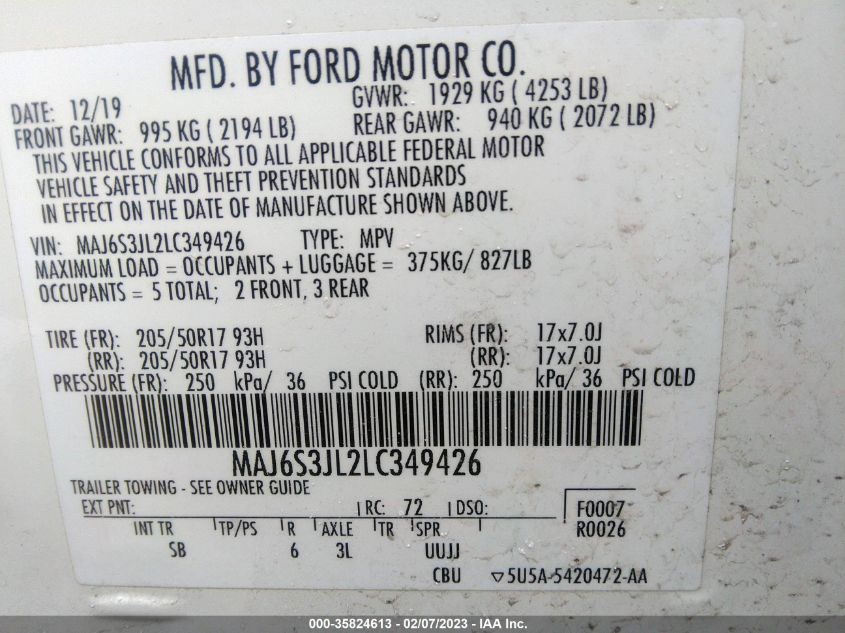 MFD. BY FORD MOTOR CO.
DATE: 12/19 GVWR: 1929 KG ( 4253 LB)
FRONT GAWR: 995 KG ( 2194 LB) REAR GAWR: 940 KG ( 2072 LB)
THIS VEHICLE CONFORMS TO ALL APPLICABLE FEDERAL MOTOR
VEHICLE SAFETY AND THEFT PREVENTION STANDARDS
IN EFFECT ON THE DATE OF MANUFACTURE SHOWN ABOVE.
VIN: MAJ6S3JL2LC349426 TYPE: MPV
MAXIMUM LOAD = OCCUPANTS + LUGGAGE = 375KG/ 827LB
OCCUPANTS = 5 TOTAL; 2 FRONT, 3 REAR
TIRE (FR): 205/50R17 93H RIMS (FR): 17x7.0J
(RR): 205/50R17 93H (RR): 17x7.0J
PRESSURE (FR): 250 kPa/ 36 PSI COLD (RR): 250 kPa/ 36 PSI COLD
MAJ6S3JL2LC349426
TRAILER TOWING - SEE OWNER GUIDE
EXT PNT: RC: 72 DSO: F0007
INT TR TP/PS R AXLE TR SPR R0026
SB 6 3L UUJJ
CBU ▽5U5A-5420472-AA
000-35824613 - 02/07/2023 - IAA Inc.